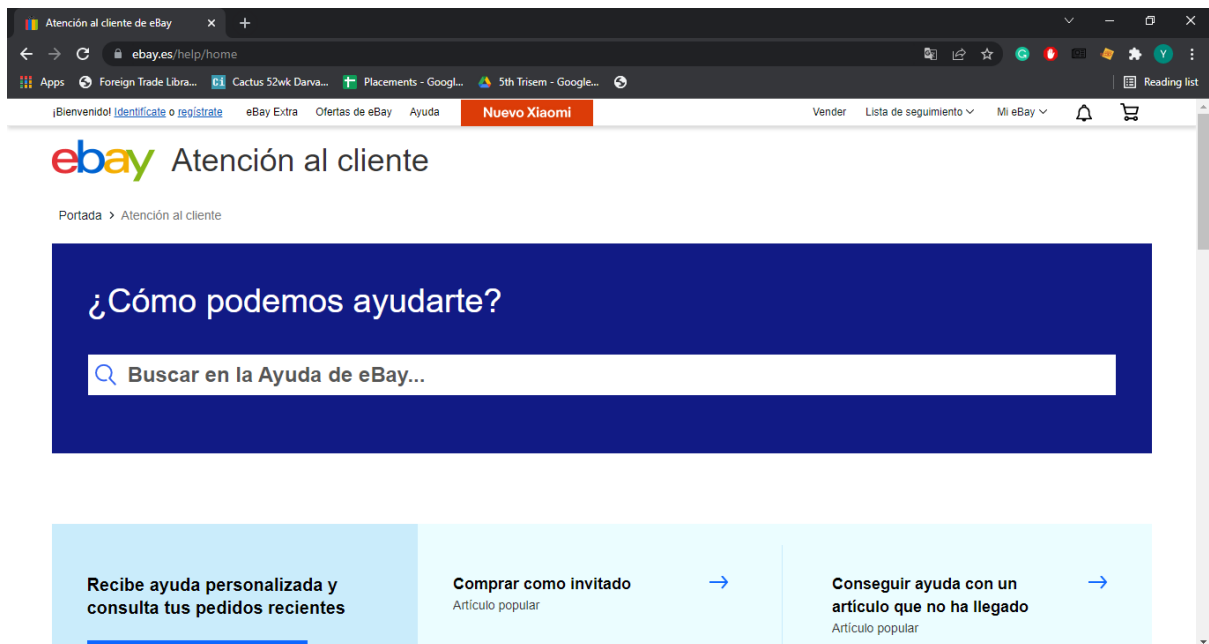 Atención al cliente de eBay
ebay.es/help/home
Apps Foreign Trade Libra... Ci Cactus 52wk Darva... Placements - Googl... 5th Trisem - Google... Reading list
¡Bienvenido! Identifícate o regístrate eBay Extra Ofertas de eBay Ayuda Nuevo Xiaomi Vender Lista de seguimiento Mi eBay
ebay Atención al cliente
Portada > Atención al cliente
¿Cómo podemos ayudarte?
Buscar en la Ayuda de eBay...
Recibe ayuda personalizada y
consulta tus pedidos recientes
Comprar como invitado
Artículo popular
Conseguir ayuda con un
artículo que no ha llegado
Artículo popular